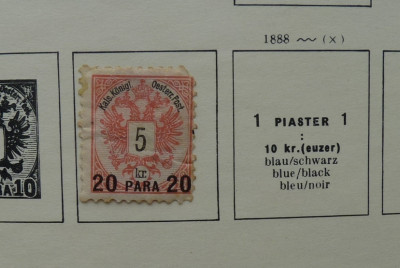 1888 ~~ (×)
Kais. Königl. Oesterr. Post
5
kr.
20 PARA 20
PARA 10
1 PIASTER 1
:
10 kr.(euzer)
blau/schwarz
blue/black
bleu/noir